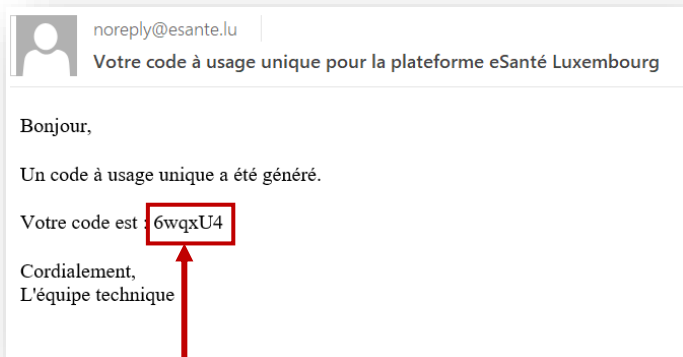 noreply@esante.lu
Votre code à usage unique pour la plateforme eSanté Luxembourg
Bonjour,
Un code à usage unique a été généré.
Votre code est : 6wqxU4
Cordialement,
L'équipe technique